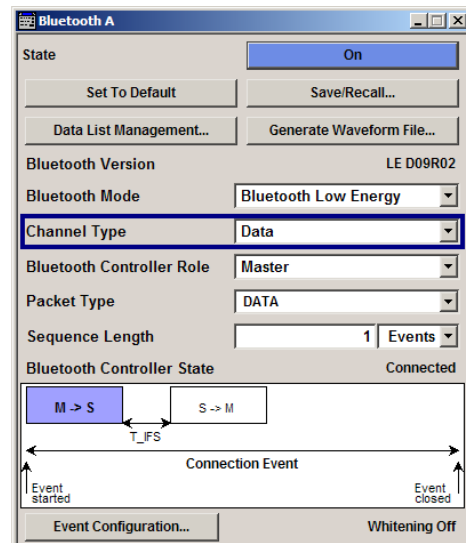 Bluetooth A
State On
Set To Default Save/Recall...
Data List Management... Generate Waveform File...
Bluetooth Version LE D09R02
Bluetooth Mode Bluetooth Low Energy
Channel Type Data
Bluetooth Controller Role Master
Packet Type DATA
Sequence Length 1 Events
Bluetooth Controller State Connected
M -> S S -> M
T_IFS
Connection Event
Event started Event closed
Event Configuration... Whitening Off